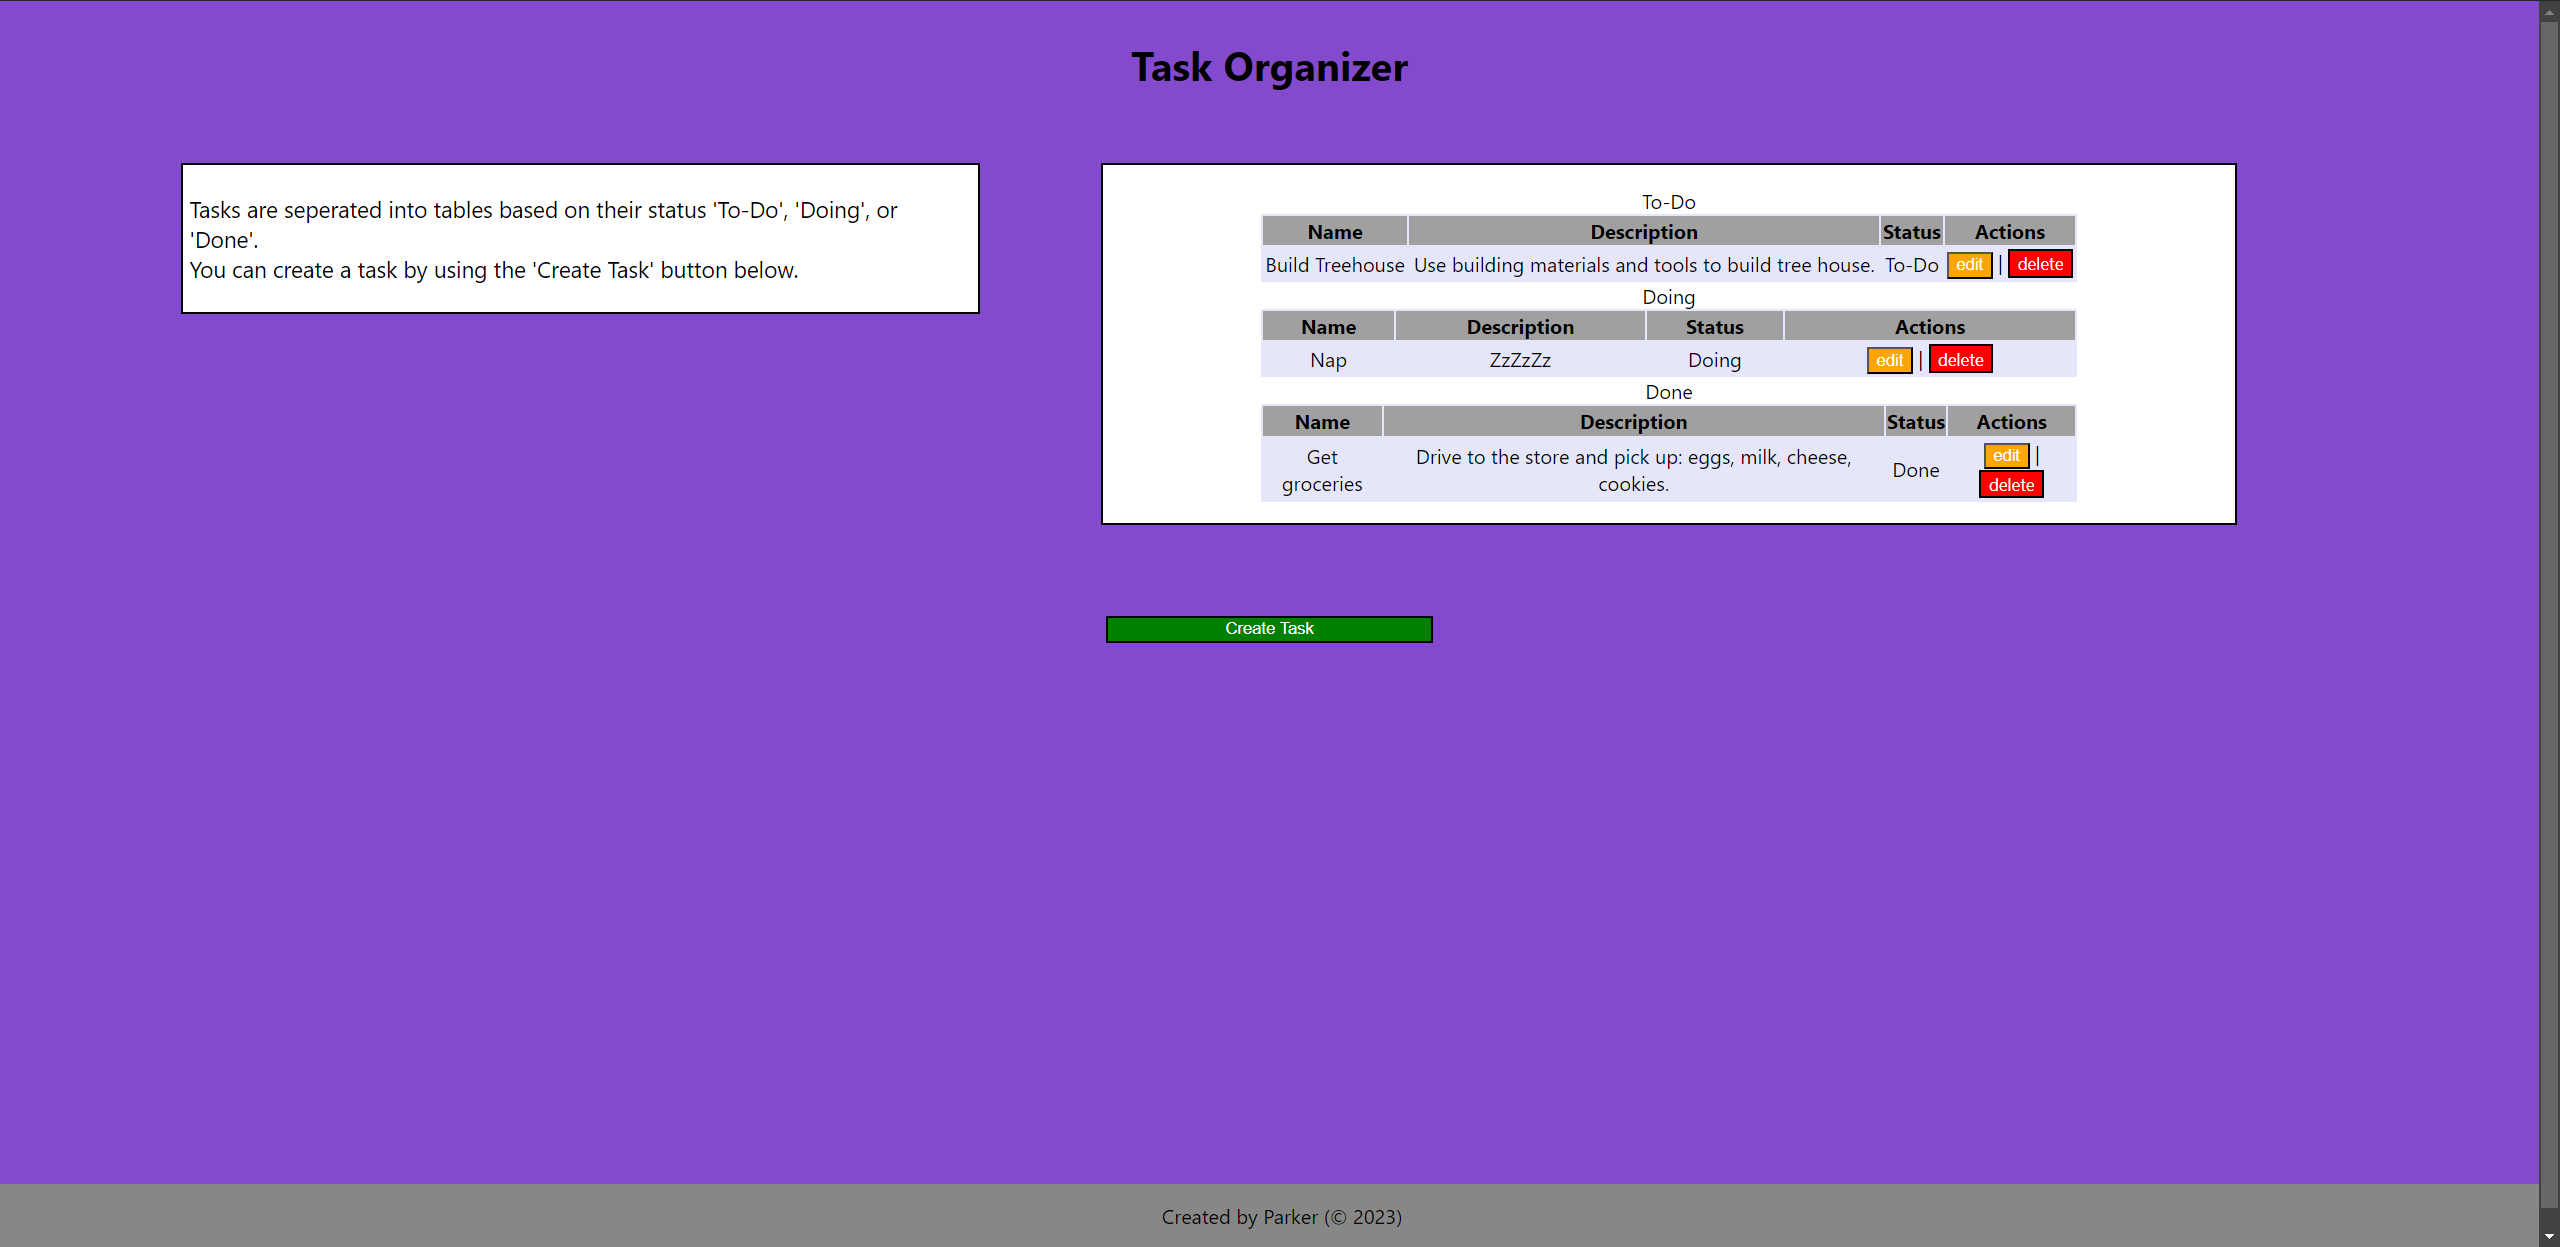 Task Organizer
Tasks are seperated into tables based on their status 'To-Do', 'Doing', or
'Done'.
You can create a task by using the 'Create Task' button below.
To-Do
Name Description Status Actions
Build Treehouse Use building materials and tools to build tree house. To-Do edit | delete
Doing
Name Description Status Actions
Nap ZzZzZz Doing edit | delete
Done
Name Description Status Actions
Get Drive to the store and pick up: eggs, milk, cheese, Done edit |
groceries cookies. delete
Create Task
Created by Parker (© 2023)